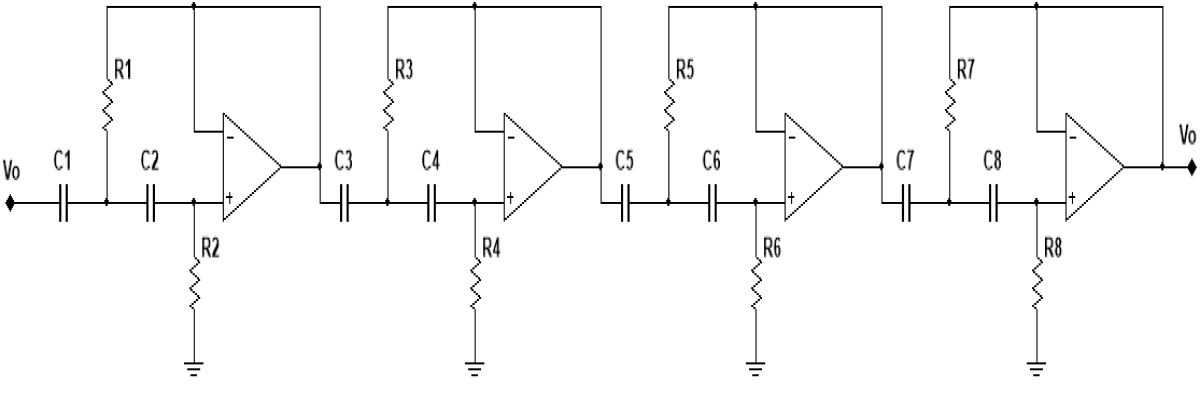 R1 R3 R5 R7
Vo C1 C2 - C3 C4 - C5 C6 - C7 C8 - Vo
+ + + +
R2 R4 R6 R8